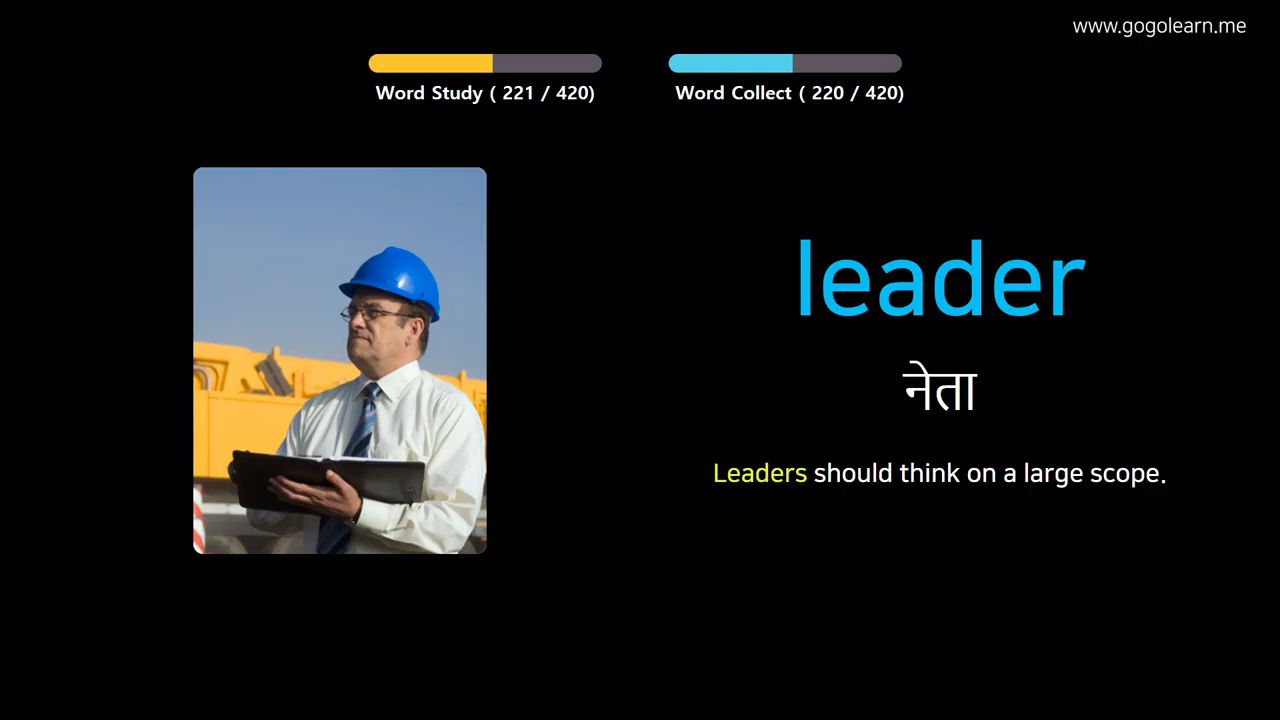 www.gogolearn.me
Word Study ( 221 / 420)
Word Collect ( 220 / 420)
leader
नेता
Leaders should think on a large scope.